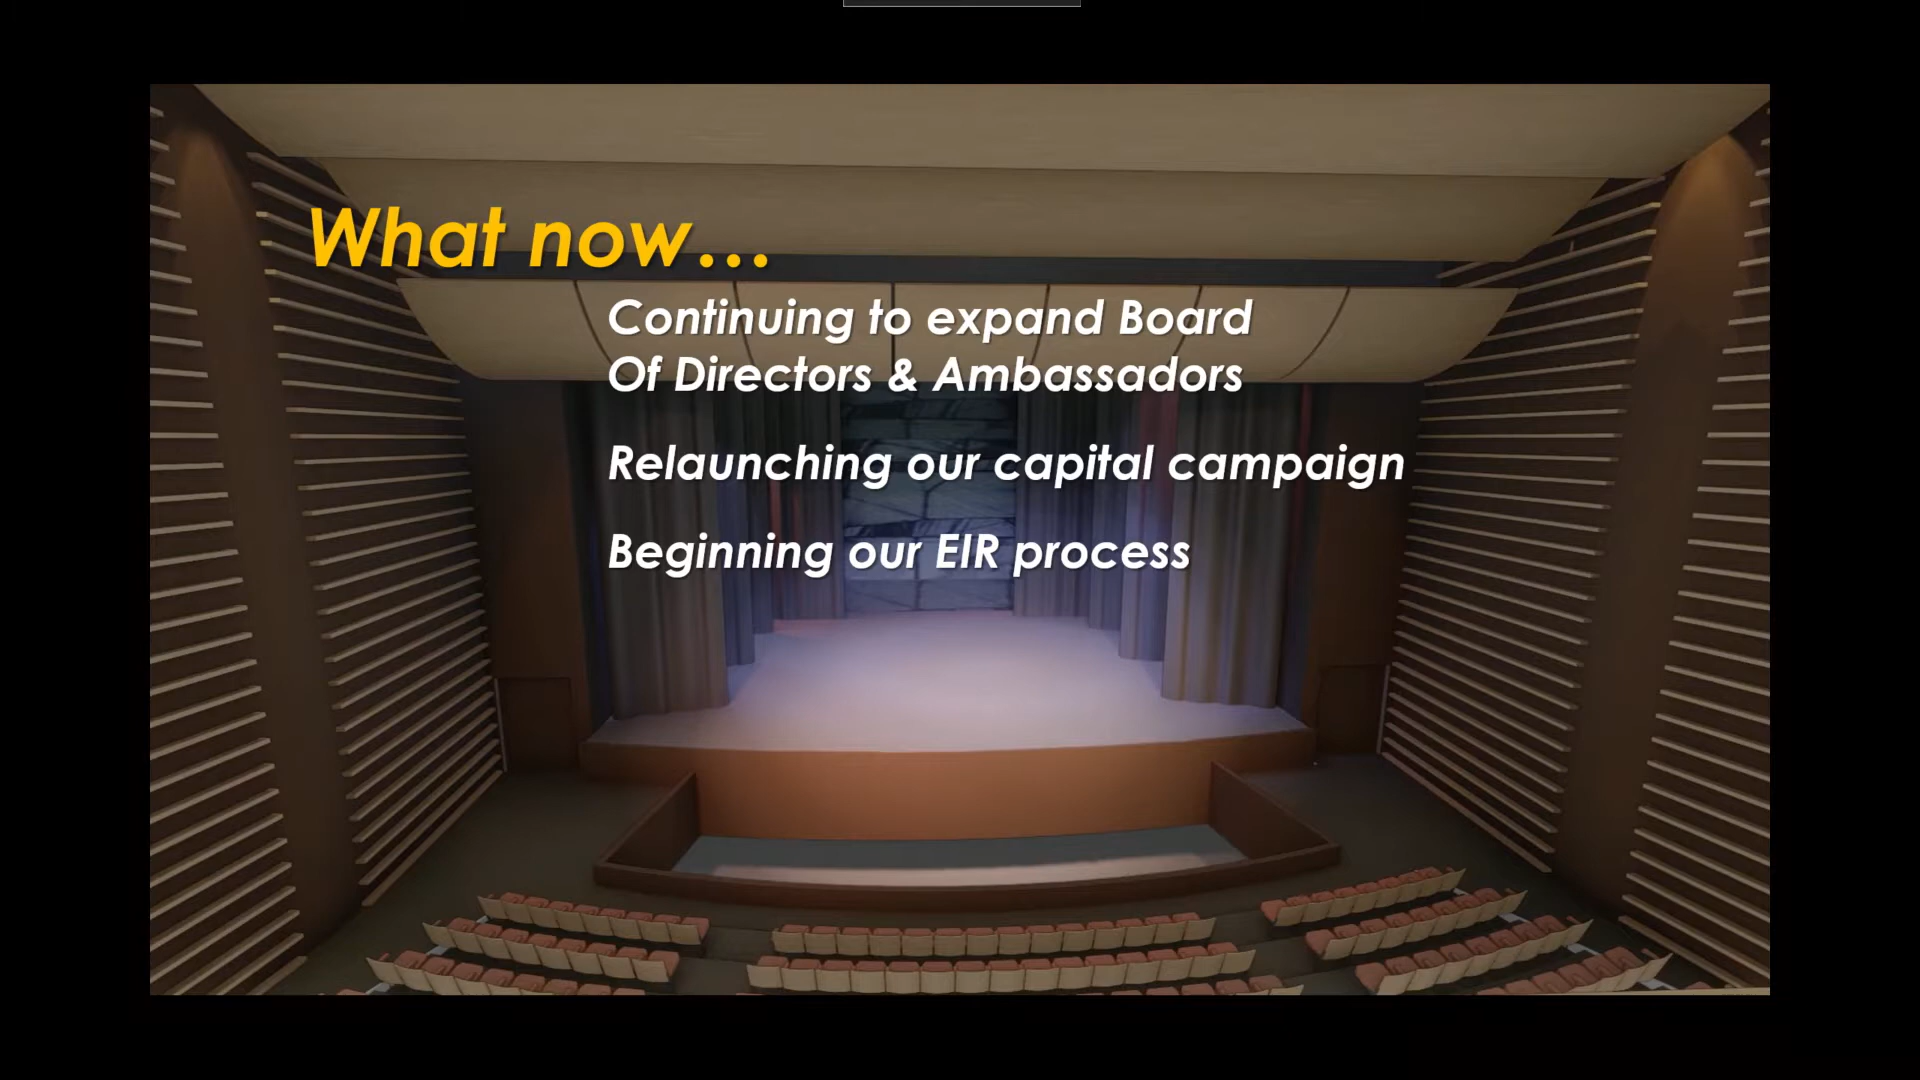 What now...
Continuing to expand Board
Of Directors & Ambassadors
Relaunching our capital campaign
Beginning our EIR process